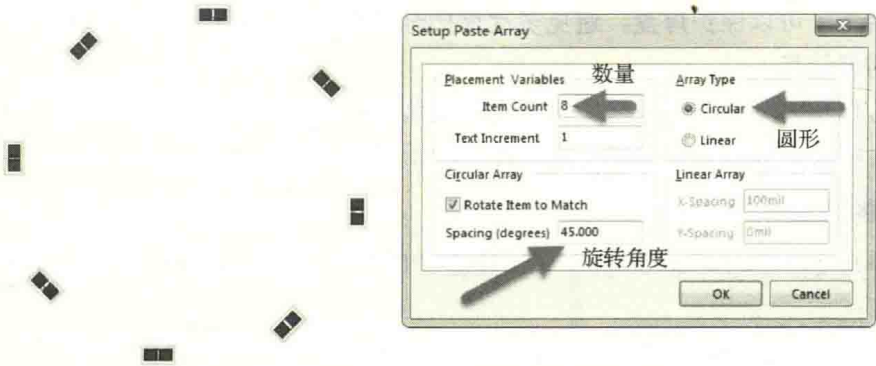 Setup Paste Array
Placement Variables
数量
Item Count 8
Text Increment 1
Array Type
Circular
圆形
Linear
Circular Array
Rotate Item to Match
Spacing (degrees) 45.000
旋转角度
Linear Array
X-Spacing 100mil
Y-Spacing 0mil
OK
Cancel